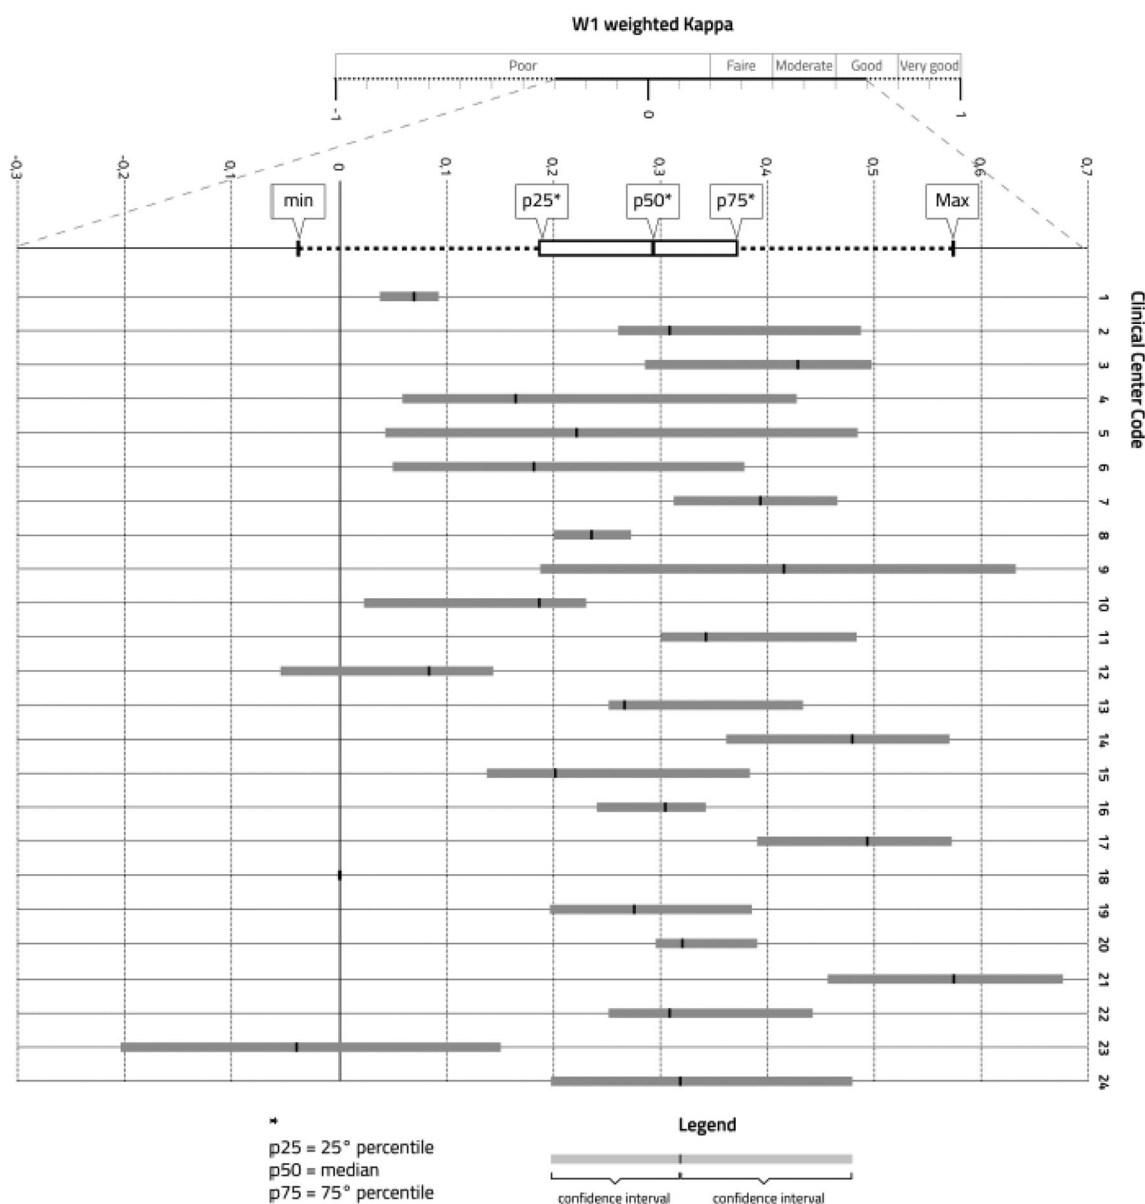 W1 weighted Kappa
Poor Faire Moderate Good Very good
-1 0 1
-0,3 -0,2 0,1 0 0,1 0,2 0,3 0,4 0,5 0,6 0,7
min p25* p50* p75* Max
Clinical Center Code
1
2
3
4
5
6
7
8
9
10
11
12
13
14
15
16
17
18
19
20
21
22
23
24
*
p25 = 25° percentile
p50 = median
p75 = 75° percentile
Legend
confidence interval confidence interval